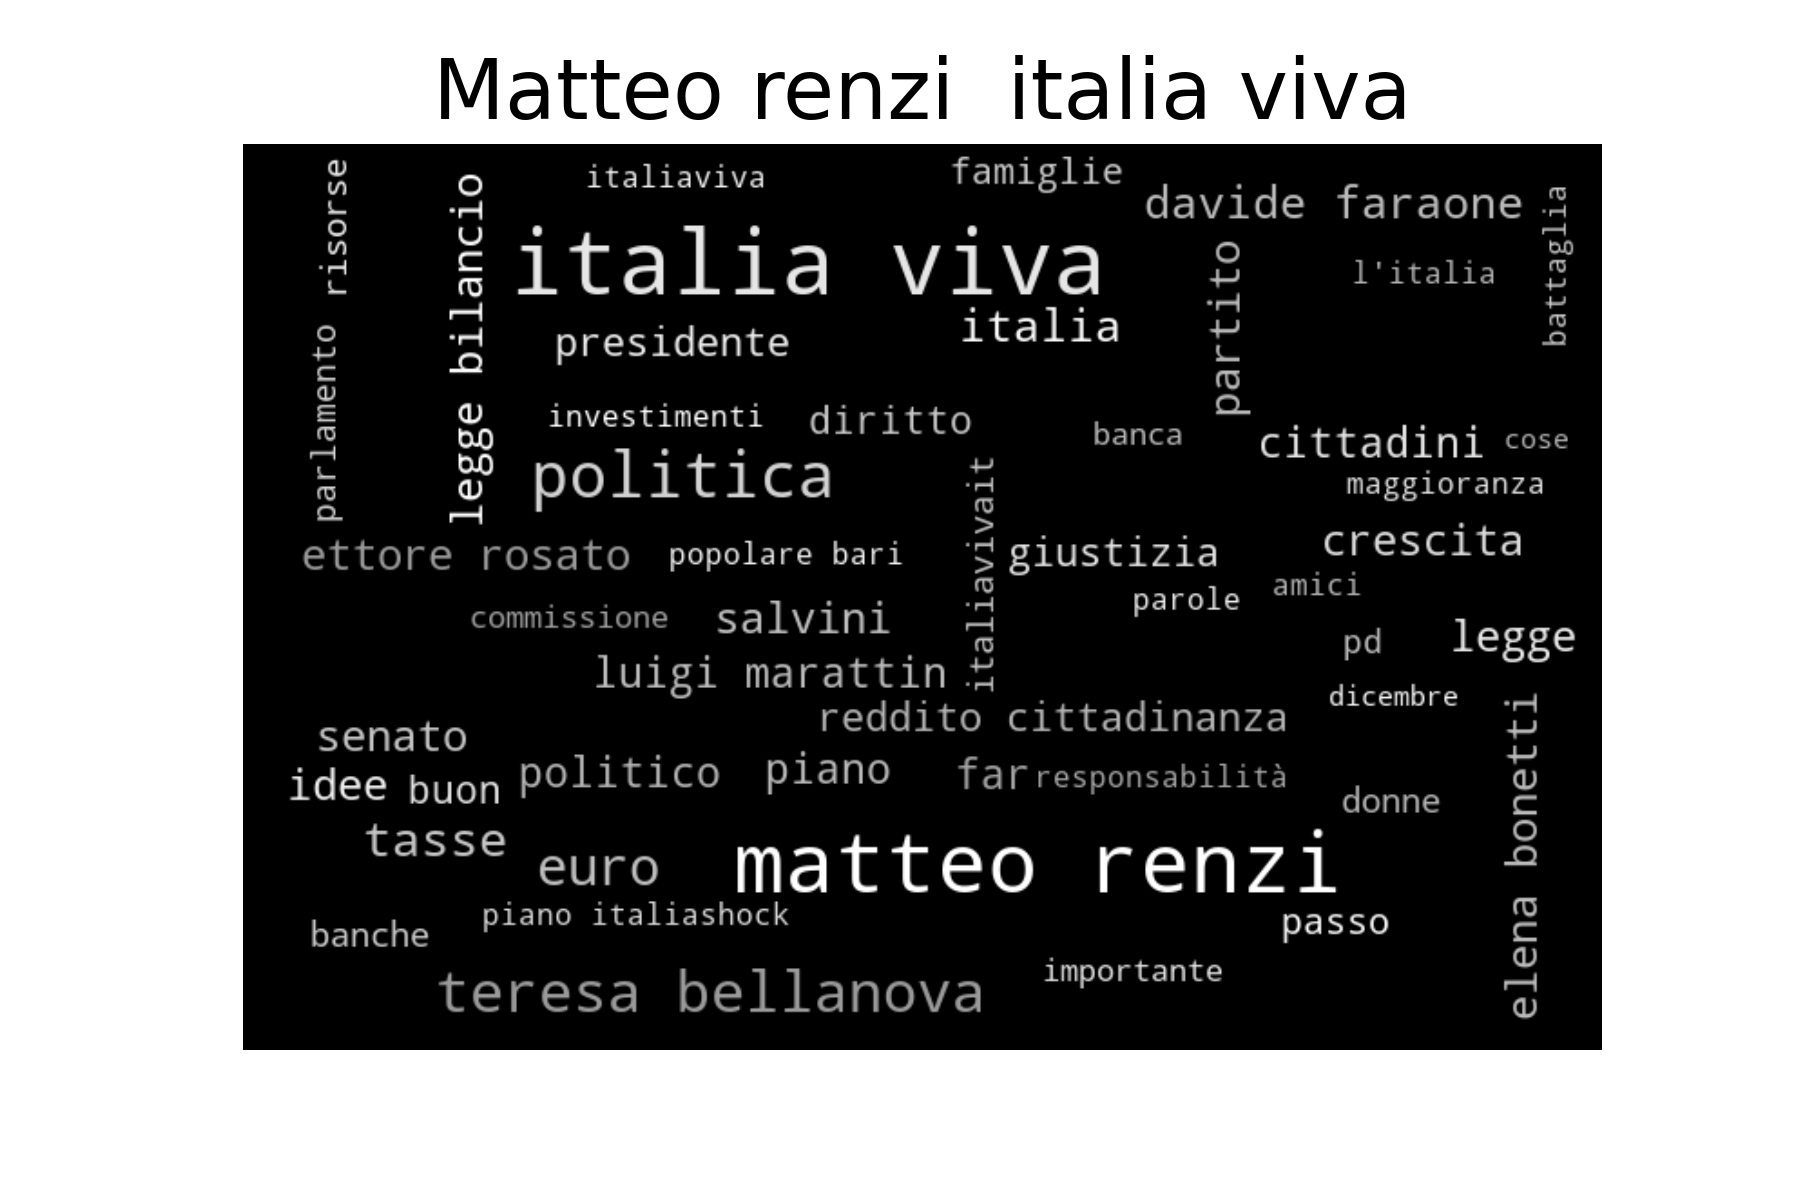 Matteo renzi  italia viva
risorse
legge bilancio
italiaviva
famiglie
davide faraone
battaglia
italia viva
partito
l'italia
parlamento
presidente
italia
investimenti
diritto
banca
cittadini
cose
politica
italiavivait
maggioranza
ettore rosato
popolare bari
giustizia
crescita
parole
amici
commissione
salvini
pd
legge
luigi marattin
dicembre
elena bonetti
reddito cittadinanza
senato
idee
buon
politico
piano
far
responsabilità
donne
tasse
euro
matteo renzi
piano italiashock
passo
banche
importante
teresa bellanova